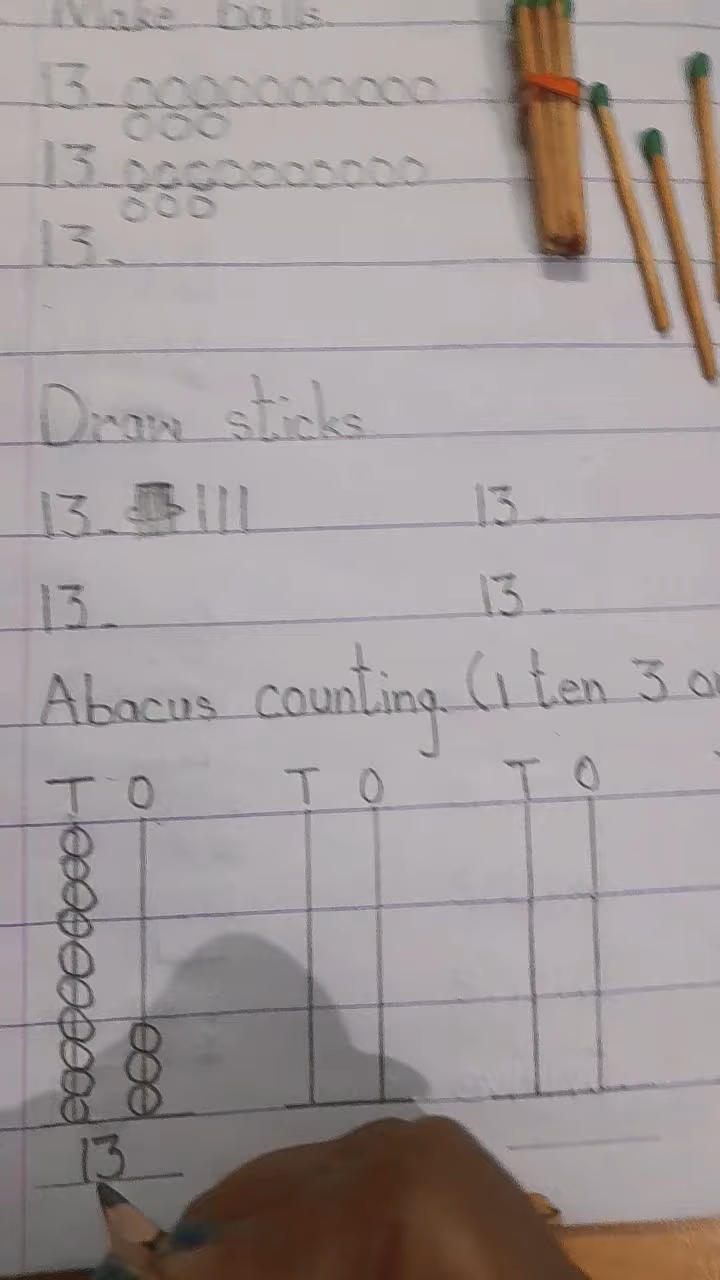 Make balls
13-
13-
13-
Draw sticks
13- 13-
13- 13-
Abacus counting. (1 ten 3
T O T O T O
13